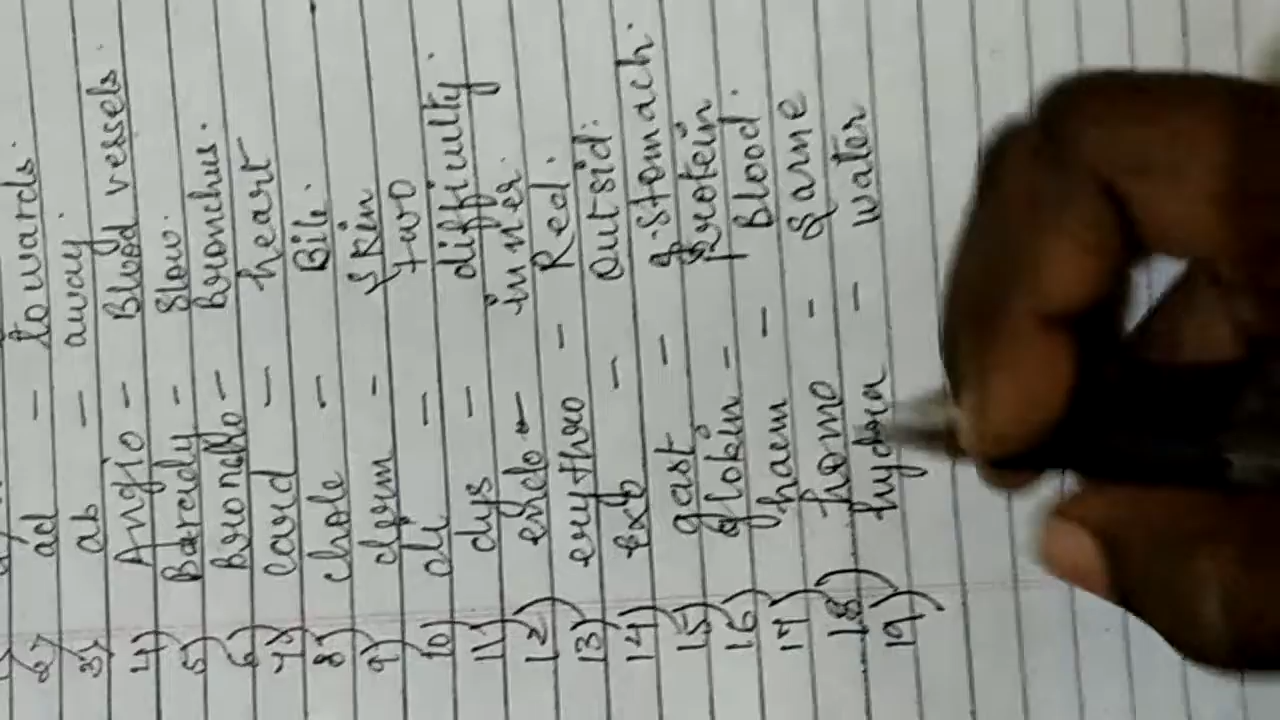 2) ad - towards.
3) ab - away
4) Angio - Blood vessels.
5) Baready - Slow.
6) Broncho - Bronchus.
7) card - heart
8) chole - Bile.
9) derm - Skin
10) di - two
11) dys - difficulty.
12) endo - inner.
13) erythro - Red.
14) exo - Outsid.
15) gast - g-Stomach.
16) globin - protein
17) haem - Blood.
18) homo - Same
19) hydra - water